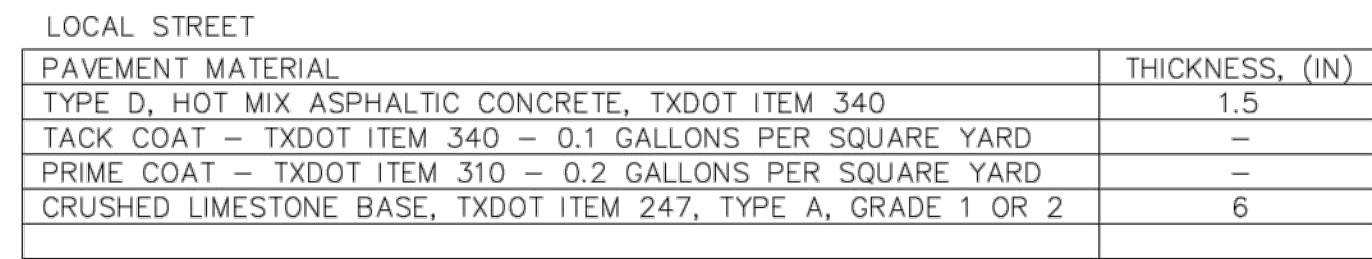 LOCAL STREET
PAVEMENT MATERIAL THICKNESS, (IN)
TYPE D, HOT MIX ASPHALTIC CONCRETE, TXDOT ITEM 340 1.5
TACK COAT – TXDOT ITEM 340 – 0.1 GALLONS PER SQUARE YARD –
PRIME COAT – TXDOT ITEM 310 – 0.2 GALLONS PER SQUARE YARD –
CRUSHED LIMESTONE BASE, TXDOT ITEM 247, TYPE A, GRADE 1 OR 2 6